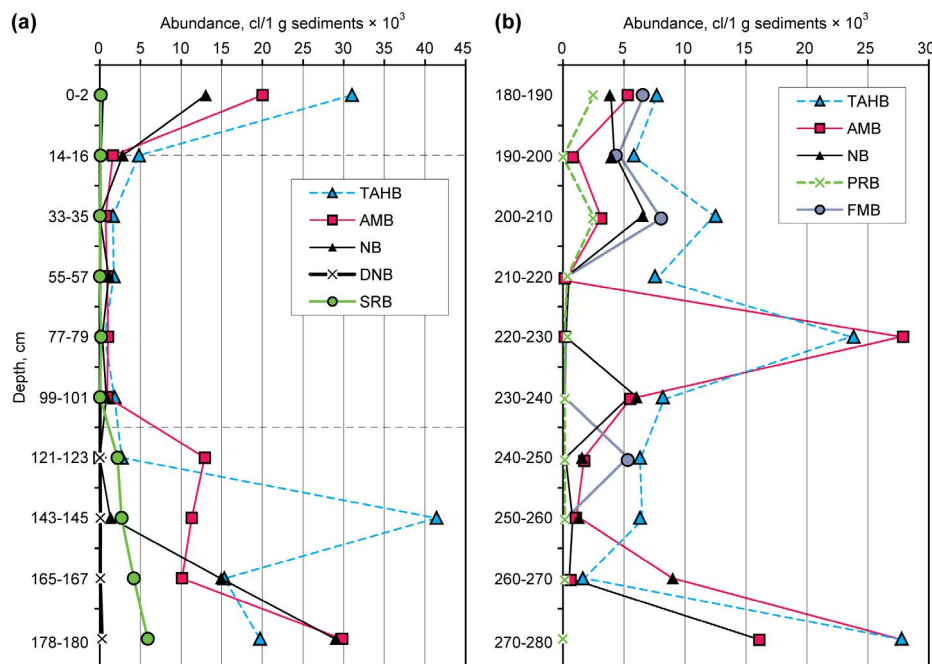 (a)
Abundance, cl/1 g sediments × 10³
0 5 10 15 20 25 30 35 40 45
Depth, cm
0-2
14-16
33-35
55-57
77-79
99-101
121-123
143-145
165-167
178-180
TAHB
AMB
NB
DNB
SRB
(b)
Abundance, cl/1 g sediments × 10³
0 5 10 15 20 25 30
180-190
190-200
200-210
210-220
220-230
230-240
240-250
250-260
260-270
270-280
TAHB
AMB
NB
PRB
FMB